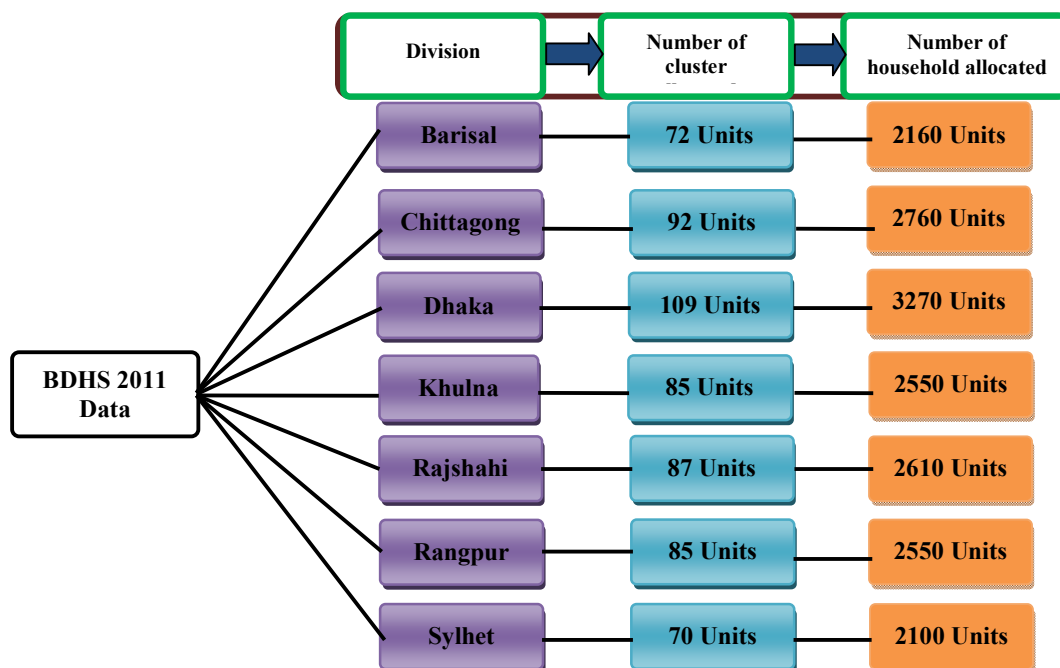 Division
Number of
cluster
Number of
household allocated
Barisal
72 Units
2160 Units
Chittagong
92 Units
2760 Units
Dhaka
109 Units
3270 Units
BDHS 2011
Data
Khulna
85 Units
2550 Units
Rajshahi
87 Units
2610 Units
Rangpur
85 Units
2550 Units
Sylhet
70 Units
2100 Units